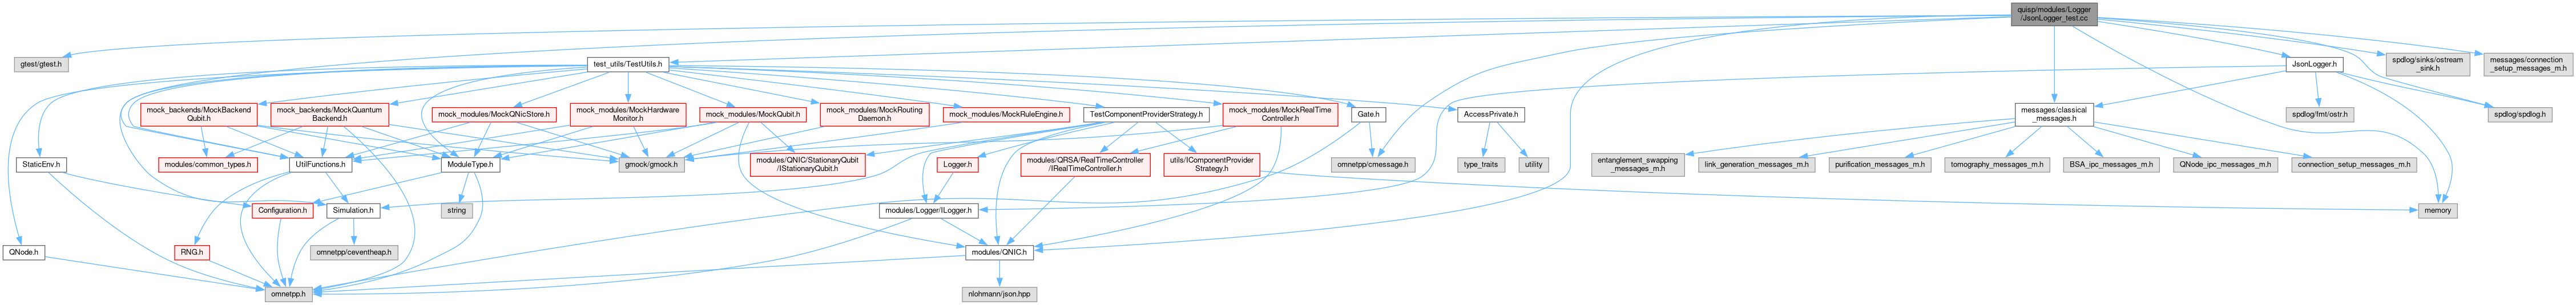 quisp/modules/Logger
/JsonLogger_test.cc
gtest/gtest.h
test_utils/TestUtils.h
JsonLogger.h
spdlog/sinks/ostream
_sink.h
messages/connection
_setup_messages_m.h
mock_backends/MockBackend
Qubit.h
mock_backends/MockQuantum
Backend.h
mock_modules/MockQNicStore.h
mock_modules/MockHardware
Monitor.h
mock_modules/MockQubit.h
mock_modules/MockRouting
Daemon.h
mock_modules/MockRuleEngine.h
TestComponentProviderStrategy.h
mock_modules/MockRealTime
Controller.h
Gate.h
AccessPrivate.h
messages/classical
_messages.h
spdlog/fmt/ostr.h
spdlog/spdlog.h
StaticEnv.h
modules/common_types.h
UtilFunctions.h
ModuleType.h
gmock/gmock.h
modules/QNIC/StationaryQubit
/IStationaryQubit.h
Logger.h
modules/QRSA/RealTimeController
/IRealTimeController.h
utils/IComponentProvider
Strategy.h
omnetpp/cmessage.h
type_traits
utility
entanglement_swapping
_messages_m.h
link_generation_messages_m.h
purification_messages_m.h
tomography_messages_m.h
BSA_ipc_messages_m.h
QNode_ipc_messages_m.h
connection_setup_messages_m.h
Configuration.h
Simulation.h
string
modules/Logger/ILogger.h
memory
QNode.h
RNG.h
omnetpp/ceventheap.h
modules/QNIC.h
omnetpp.h
nlohmann/json.hpp